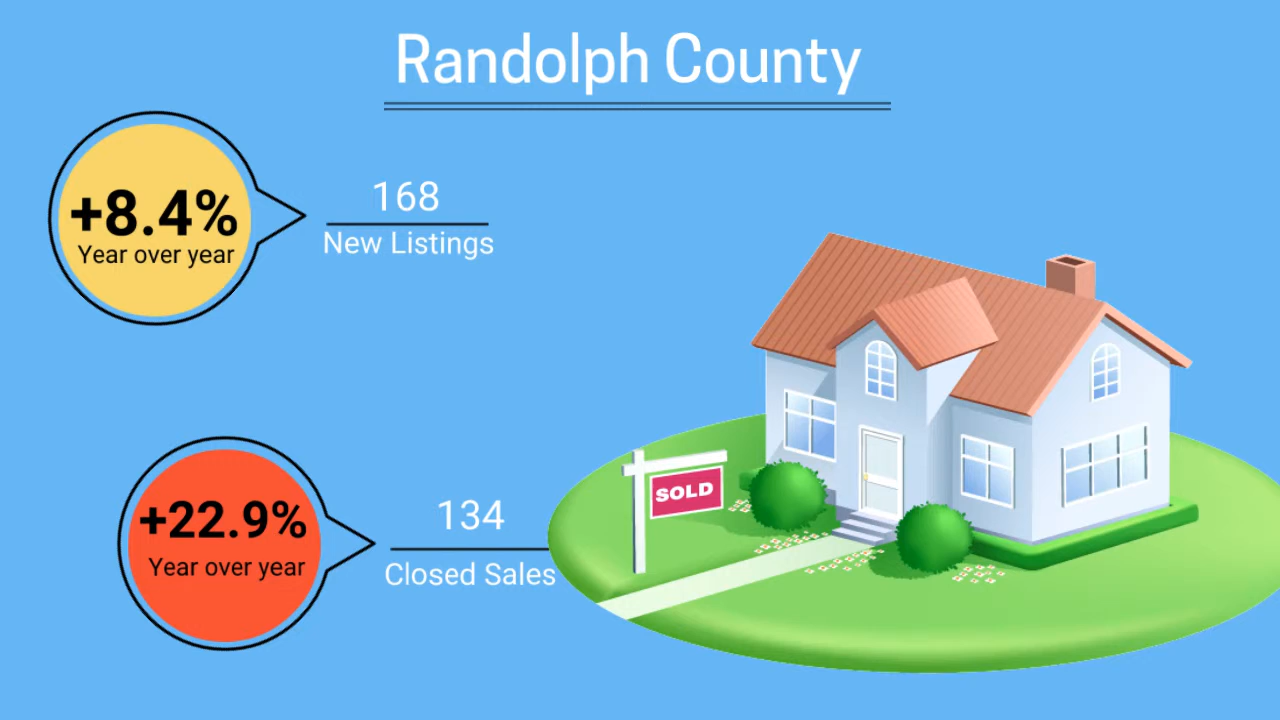 Randolph County
+8.4%
Year over year
168
New Listings
SOLD
+22.9%
Year over year
134
Closed Sales